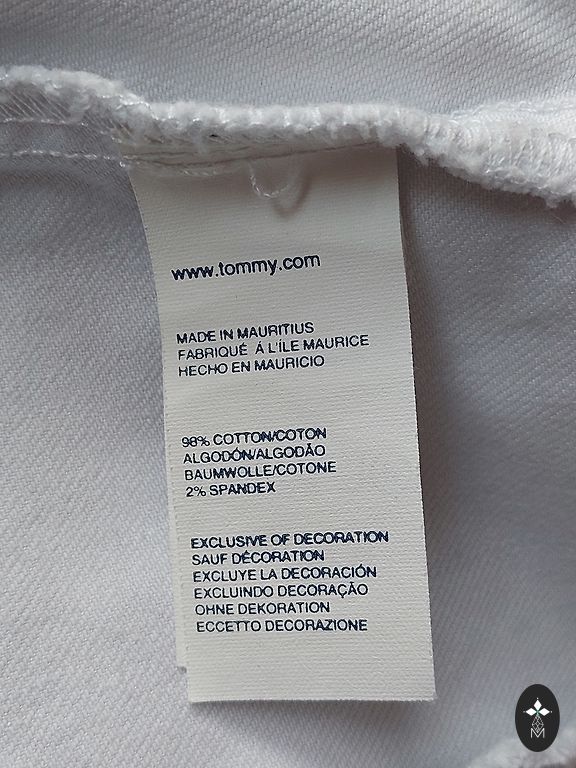 www.tommy.com
MADE IN MAURITIUS
FABRIQUÉ Á L'ÎLE MAURICE
HECHO EN MAURICIO
98% COTTON/COTON
ALGODÓN/ALGODÃO
BAUMWOLLE/COTONE
2% SPANDEX
EXCLUSIVE OF DECORATION
SAUF DÉCORATION
EXCLUYE LA DECORACIÓN
EXCLUINDO DECORAÇÃO
OHNE DEKORATION
ECCETTO DECORAZIONE
M